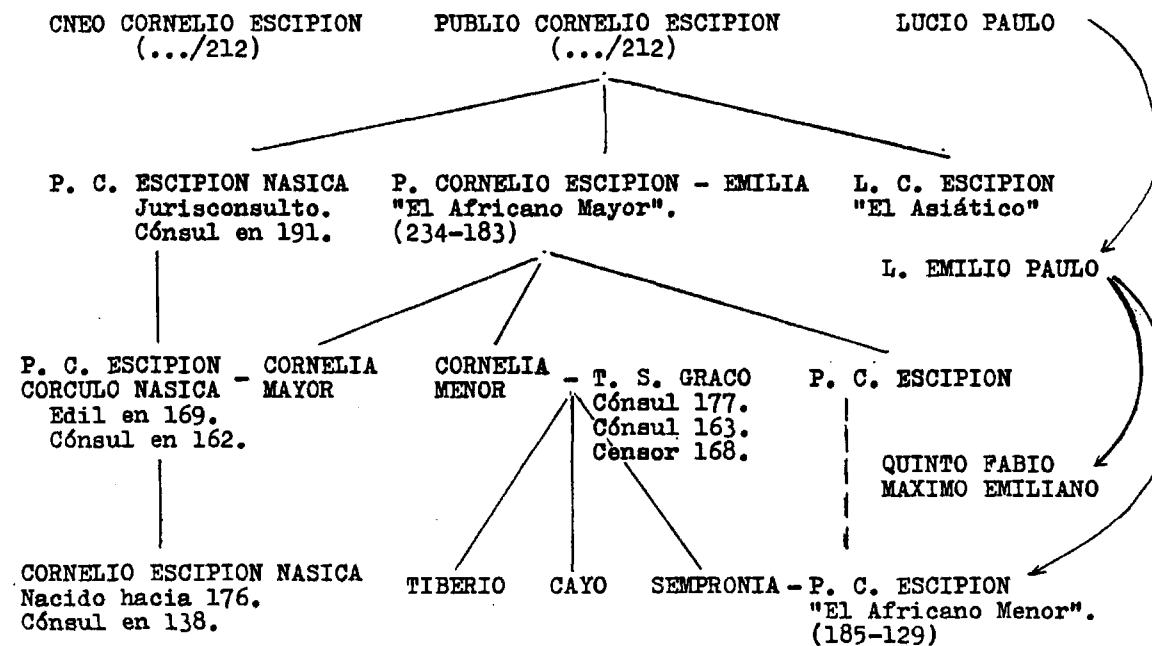 CNEO CORNELIO ESCIPION
(.../212)
PUBLIO CORNELIO ESCIPION
(.../212)
LUCIO PAULO
P. C. ESCIPION NASICA
Jurisconsulto.
Cónsul en 191.
P. CORNELIO ESCIPION - EMILIA
"El Africano Mayor".
(234-183)
L. C. ESCIPION
"El Asiático"
L. EMILIO PAULO
P. C. ESCIPION
CORCULO NASICA
Edil en 169.
Cónsul en 162.
- CORNELIA
MAYOR
CORNELIA
MENOR
- T. S. GRACO
Cónsul 177.
Cónsul 163.
Censor 168.
P. C. ESCIPION
QUINTO FABIO
MAXIMO EMILIANO
CORNELIO ESCIPION NASICA
Nacido hacia 176.
Cónsul en 138.
TIBERIO
CAYO
SEMPRONIA - P. C. ESCIPION
"El Africano Menor".
(185-129)